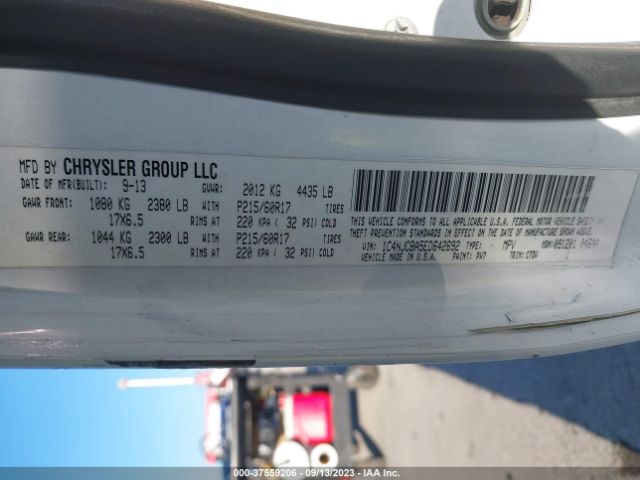 MFD BY CHRYSLER GROUP LLC
DATE OF MFR(BUILT): 9-13 GVWR: 2012 KG 4435 LB
GAWR FRONT: 1080 KG 2380 LB WITH P215/60R17 TIRES
17X6.5 RIMS AT 220 KPA ( 32 PSI) COLD
GAWR REAR: 1044 KG 2300 LB WITH P215/60R17 TIRES
17X6.5 RIMS AT 220 KPA ( 32 PSI) COLD
THIS VEHICLE CONFORMS TO ALL APPLICABLE U.S.A. FEDERAL MOTOR VEHICLE SAFETY
THEFT PREVENTION STANDARDS IN EFFECT ON THE DATE OF MANUFACTURE SHOWN ABOVE.
VIN: 1C4NJCBA5ED642692 TYPE: MPV MDH: 091201
VEHICLE MADE IN U.S.A. PAINT: PW7 TRIM:
000-37559206 - 09/13/2023 - IAA Inc.